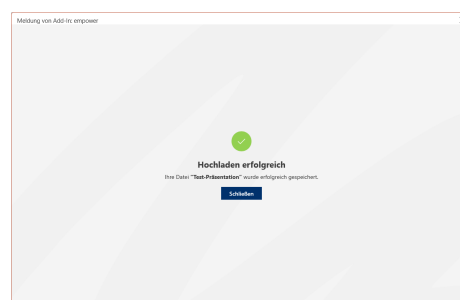 Meldung von Add-In: empower
Hochladen erfolgreich
Ihre Datei "Test-Präsentation" wurde erfolgreich gespeichert.
Schließen